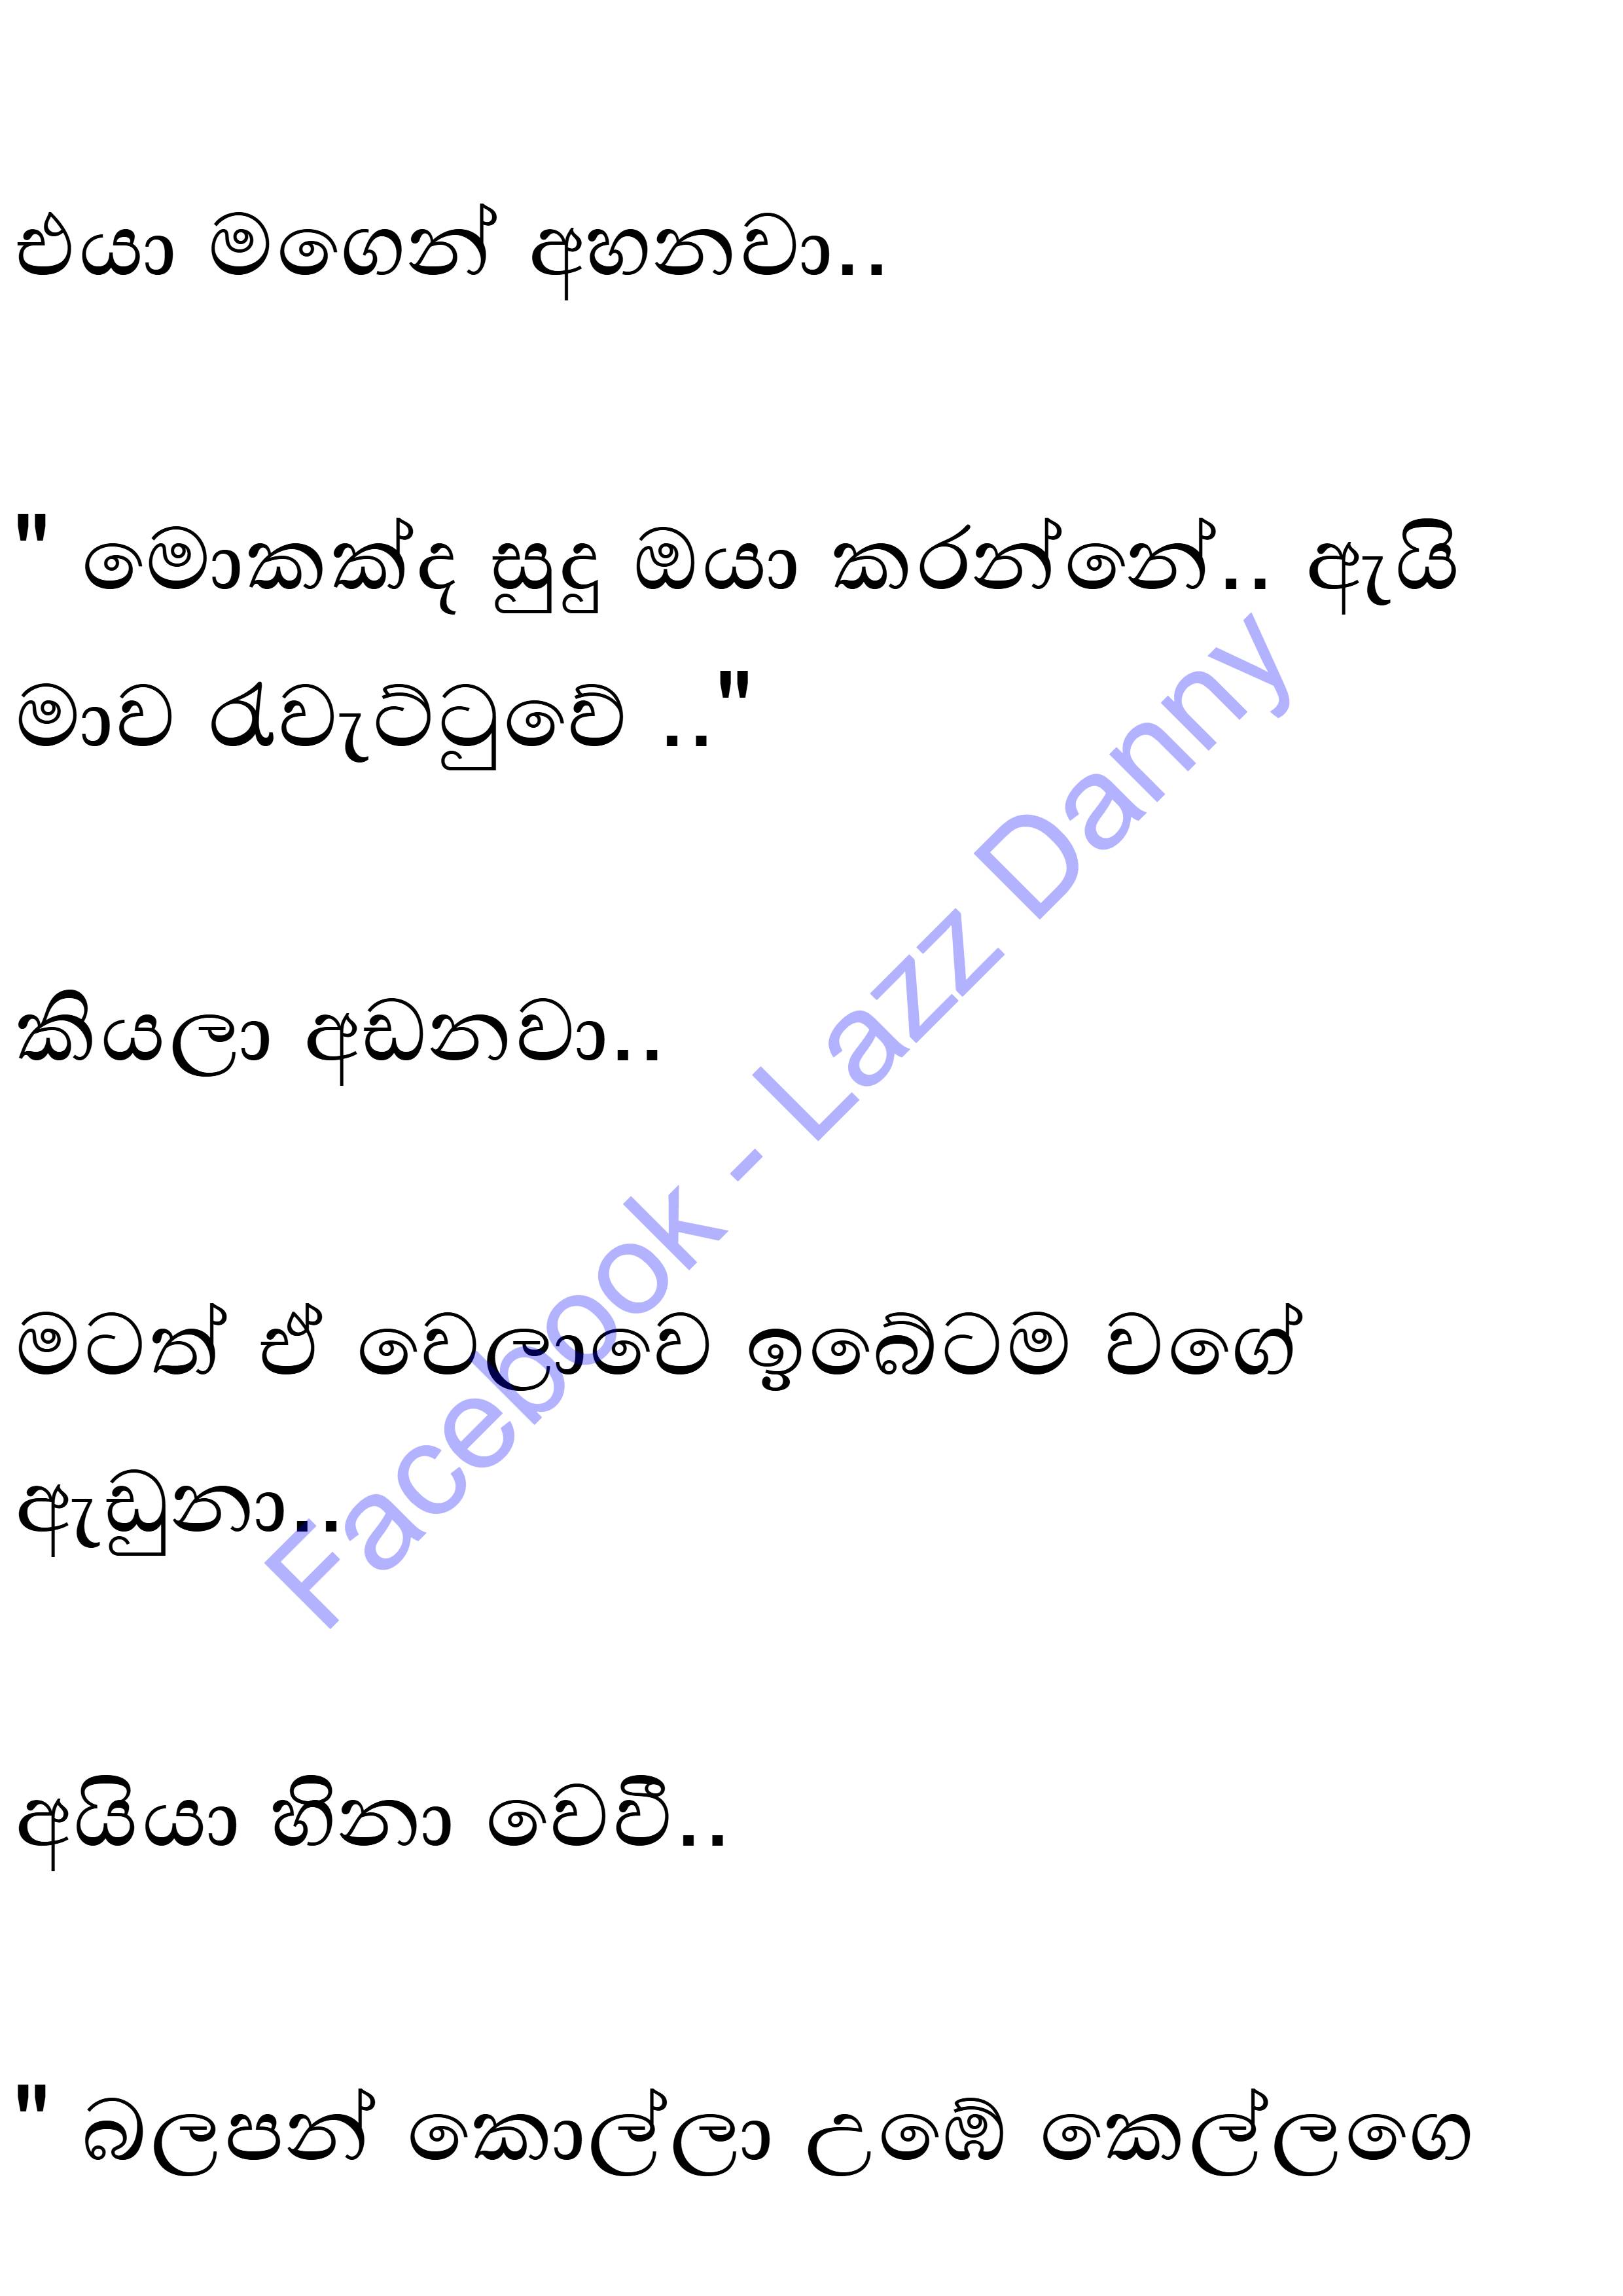 එයා මගෙන් අහනවා..
" මොකක්ද සුදු ඔයා කරන්නේ.. ඇයි
මාව රැවැට්ටුවේ .."
කියලා අඩනවා..
මටත් ඒ වෙලාවෙ ඉබේටම වගේ
ඇඩුනා..
අයියා හිනා වෙවී..
" බලපන් කොල්ලා උඹේ කෙල්ලගෙ
Facebook - Lazz Danny